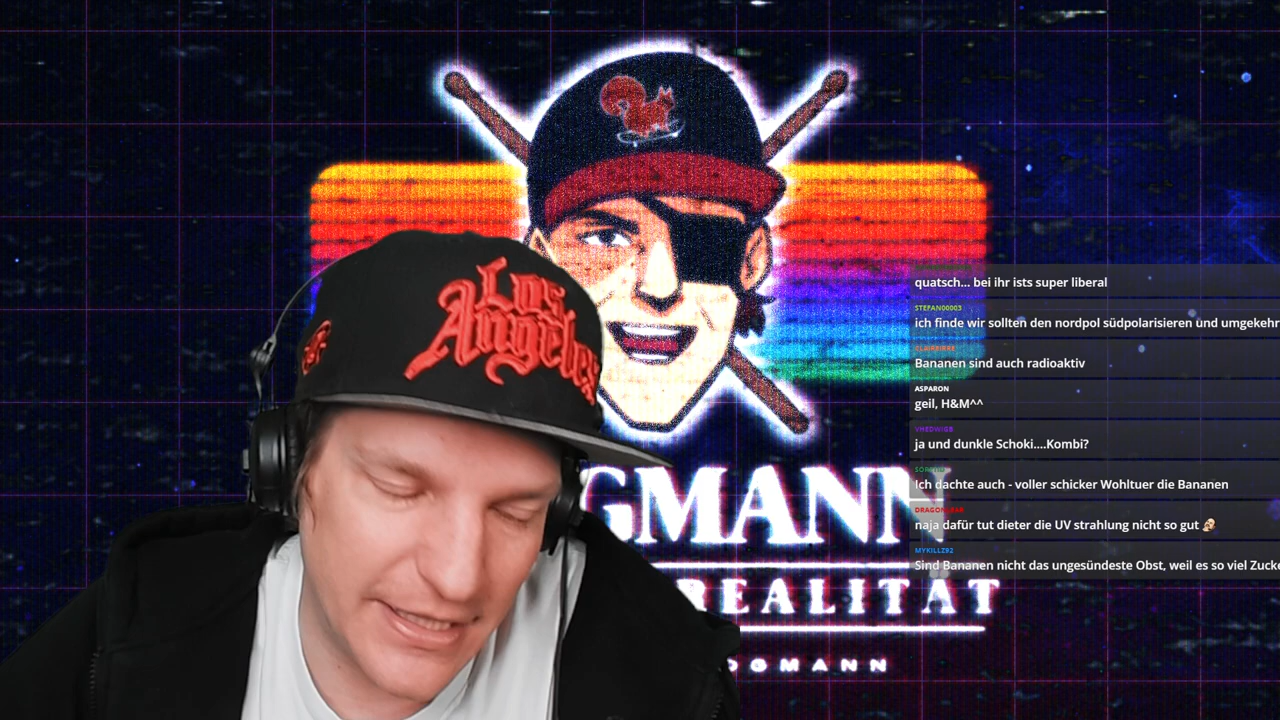 Los
Angeles
GMANN
REALITÄT
OGMANN
quatsch... bei ihr ists super liberal
STEFAN00003
ich finde wir sollten den nordpol südpolarisieren und umgekehr
Bananen sind auch radioaktiv
ASPARON
geil, H&M^^
VHEDWIG8
ja und dunkle Schoki....Kombi?
Ich dachte auch - voller schicker Wohltuer die Bananen
naja dafür tut dieter die UV strahlung nicht so gut
MYKILLZ92
Sind Bananen nicht das ungesündeste Obst, weil es so viel Zucke